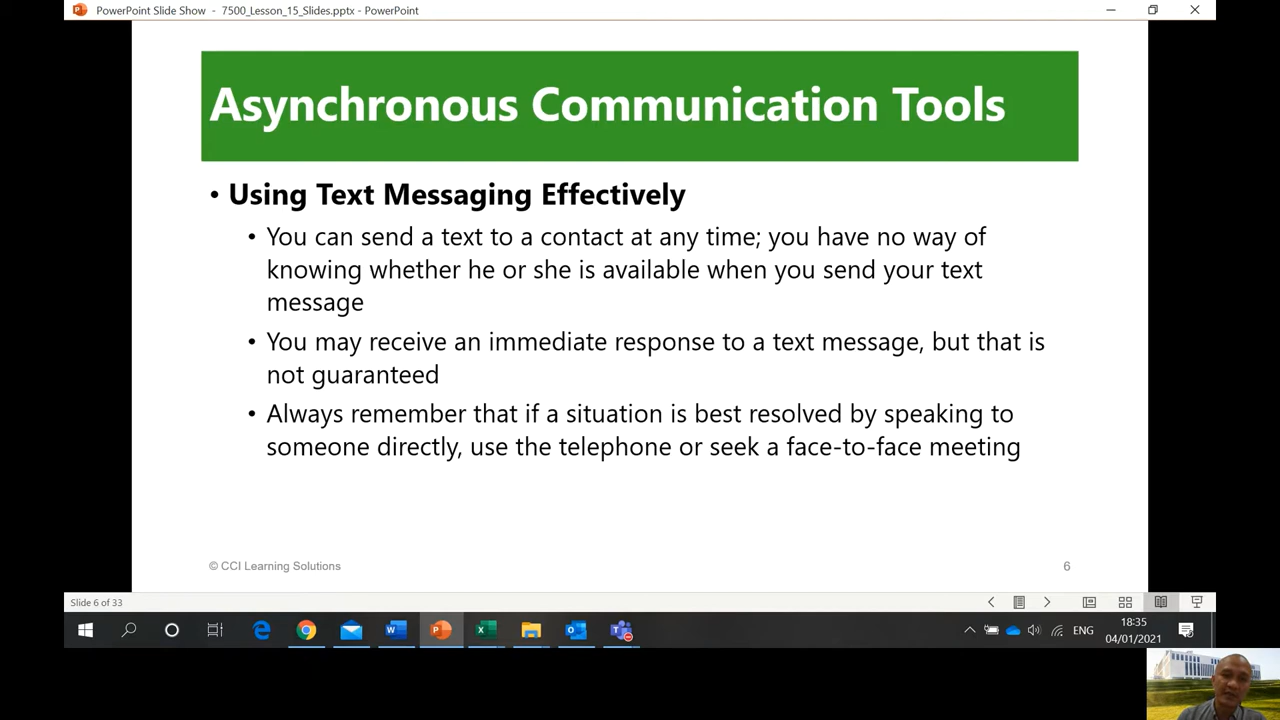 PowerPoint Slide Show - 7500_Lesson_15_Slides.pptx - PowerPoint
Asynchronous Communication Tools
• Using Text Messaging Effectively
• You can send a text to a contact at any time; you have no way of
knowing whether he or she is available when you send your text
message
• You may receive an immediate response to a text message, but that is
not guaranteed
• Always remember that if a situation is best resolved by speaking to
someone directly, use the telephone or seek a face-to-face meeting
© CCI Learning Solutions
6
Slide 6 of 33
ENG
18:35
04/01/2021